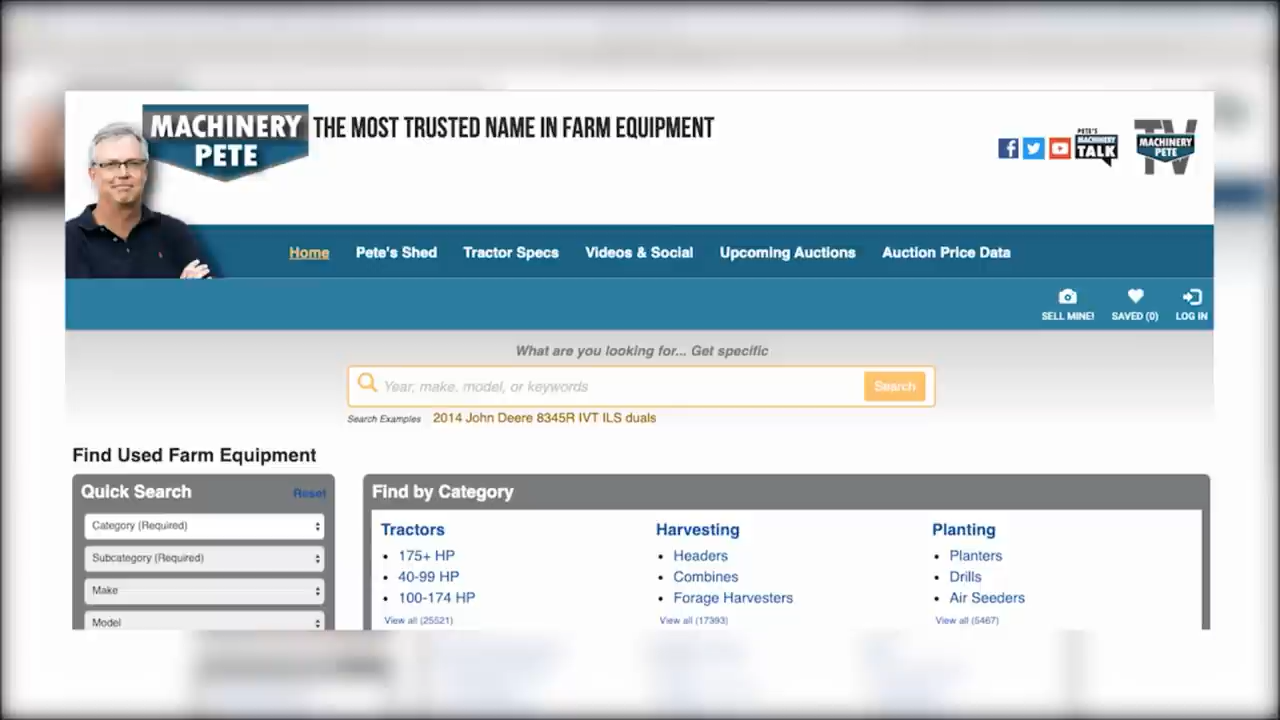 MACHINERY
PETE
THE MOST TRUSTED NAME IN FARM EQUIPMENT
PETE'S
MACHINERY
TALK
TV
MACHINERY
PETE
Home Pete's Shed Tractor Specs Videos & Social Upcoming Auctions Auction Price Data
SELL MINE! SAVED (0) LOG IN
What are you looking for... Get specific
Year, make, model, or keywords Search
Search Examples 2014 John Deere 8345R IVT ILS duals
Find Used Farm Equipment
Quick Search Reset
Category (Required)
Subcategory (Required)
Make
Model
Find by Category
Tractors
175+ HP
40-99 HP
100-174 HP
View all (25521)
Harvesting
Headers
Combines
Forage Harvesters
View all (17393)
Planting
Planters
Drills
Air Seeders
View all (5467)